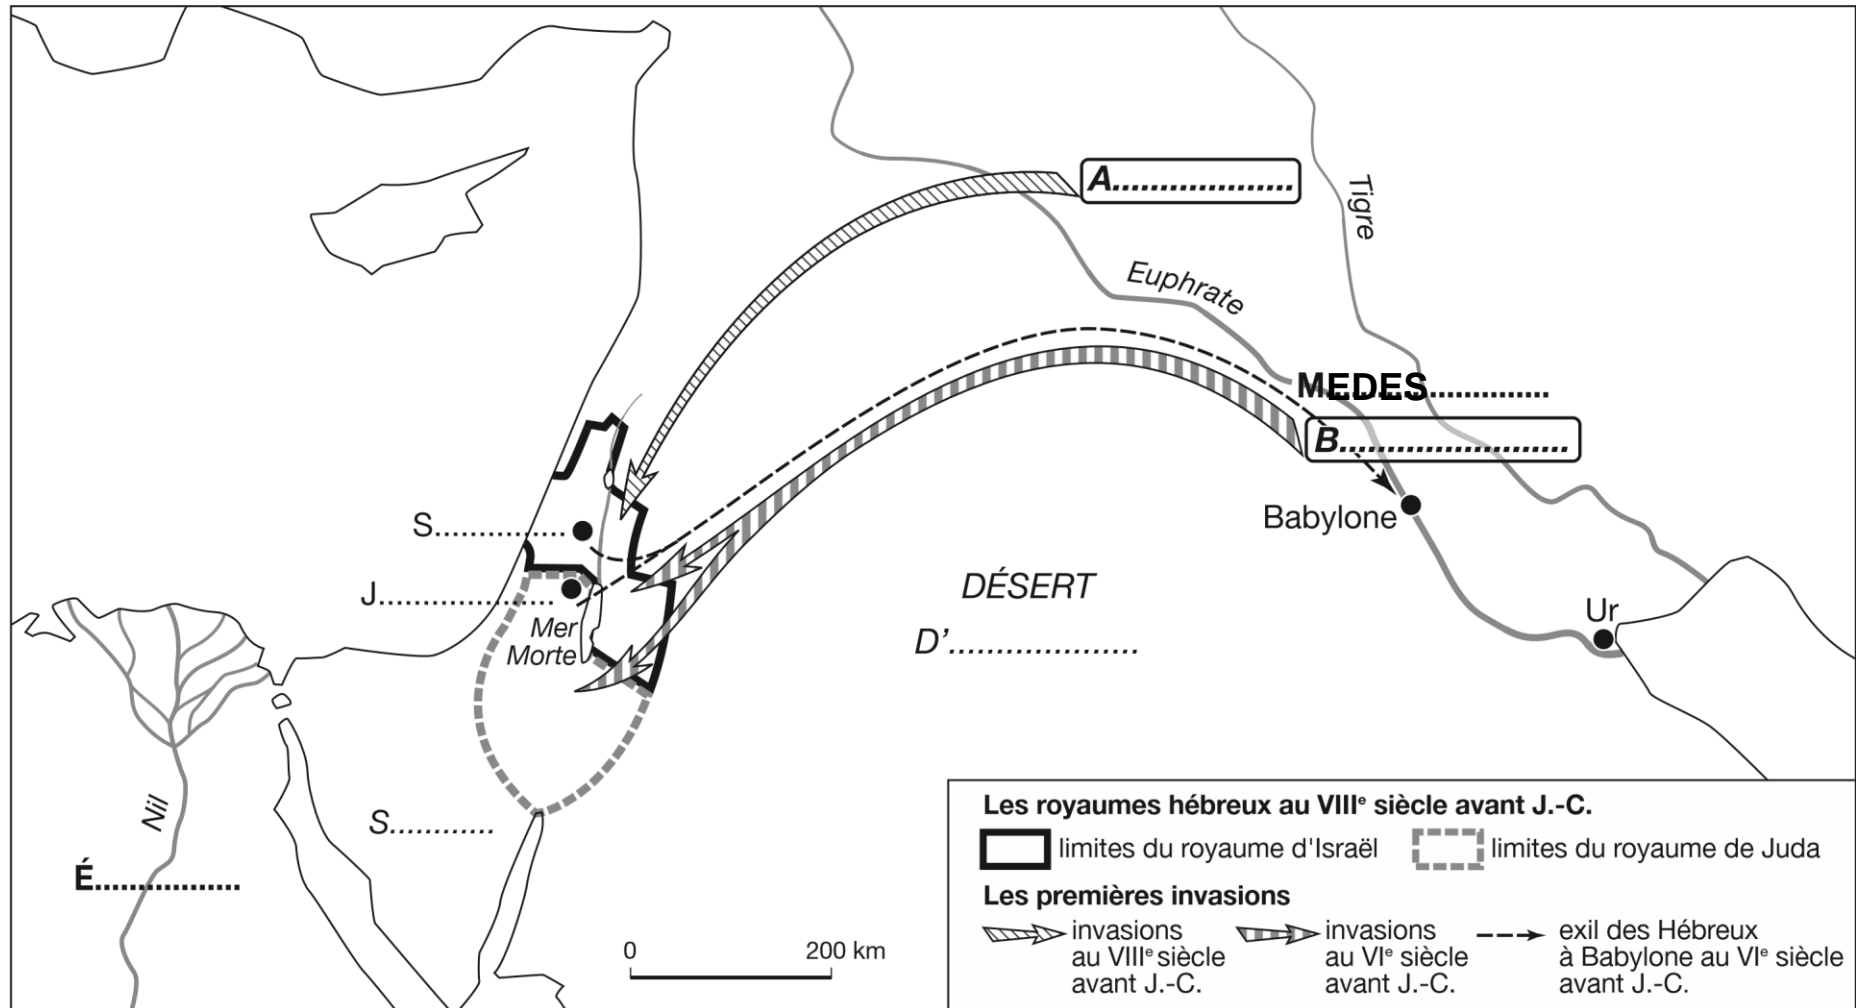 A...................
Tigre
Euphrate
MEDES.............
B........................
Babylone
S..............
J..................
Mer
Morte
DÉSERT
D'....................
Ur
Nil
S...........
É.................
0 200 km
Les royaumes hébreux au VIIIe siècle avant J.-C.
limites du royaume d'Israël
limites du royaume de Juda
Les premières invasions
invasions
au VIIIe siècle
avant J.-C.
invasions
au VIe siècle
avant J.-C.
exil des Hébreux
à Babylone au VIe siècle
avant J.-C.